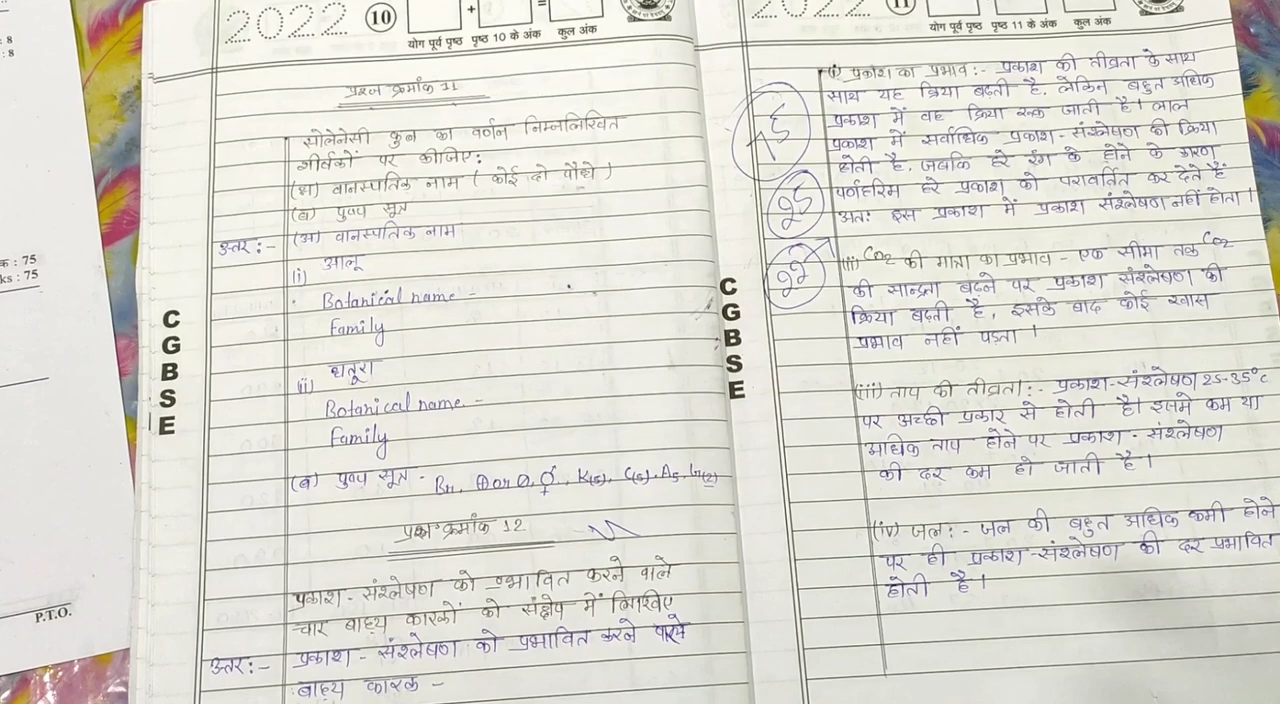 : 8
: 8
क : 75
ks : 75
P.T.O.
2022 10 + =
योग पूर्व पृष्ठ पृष्ठ 10 के अंक कुल अंक
प्रश्न क्रमांक 11
सोलेनेसी कुल का वर्णन निम्नलिखित
शीर्षकों पर कीजिए:
(अ) वानस्पतिक नाम ( कोई दो पौधे )
(ब) पुष्प सूत्र
उत्तर :- (अ) वानस्पतिक नाम
(i) आलू
Botanical name -
Family
(ii) धतूरा
Botanical name -
Family
(ब) पुष्प सूत्र -
प्रश्न क्रमांक 12
प्रकाश - संश्लेषण को प्रभावित करने वाले
चार बाह्य कारकों को संक्षेप में लिखिए
उत्तर :- प्रकाश - संश्लेषण को प्रभावित करने वाले
बाह्य कारक -
C
G
B
S
E
2022 11
योग पूर्व पृष्ठ पृष्ठ 11 के अंक कुल अंक
(i) प्रकाश का प्रभाव :- प्रकाश की तीव्रता के साथ
साथ यह क्रिया बढ़ती है, लेकिन बहुत अधिक
प्रकाश में वह क्रिया रुक जाती है। लाल
प्रकाश में सर्वाधिक प्रकाश-संश्लेषण की क्रिया
होती है, जबकि हरे रंग के होने के कारण
पर्णहरिम हरे प्रकाश को परावर्तित कर देते हैं
अतः इस प्रकाश में प्रकाश संश्लेषण नहीं होता।
(ii) CO2 की मात्रा का प्रभाव - एक सीमा तक CO2
की सान्द्रता बढ़ने पर प्रकाश संश्लेषण की
क्रिया बढ़ती है, इसके बाद कोई खास
प्रभाव नहीं पड़ता।
(iii) ताप की तीव्रता :- प्रकाश-संश्लेषण 25-35°c
पर अच्छी प्रकार से होती है। इसमे कम या
अधिक ताप होने पर प्रकाश - संश्लेषण
की दर कम हो जाती है।
(iv) जल :- जल की बहुत अधिक कमी होने
पर ही प्रकाश-संश्लेषण की दर प्रभावित
होती है।
C
G
B
S
E